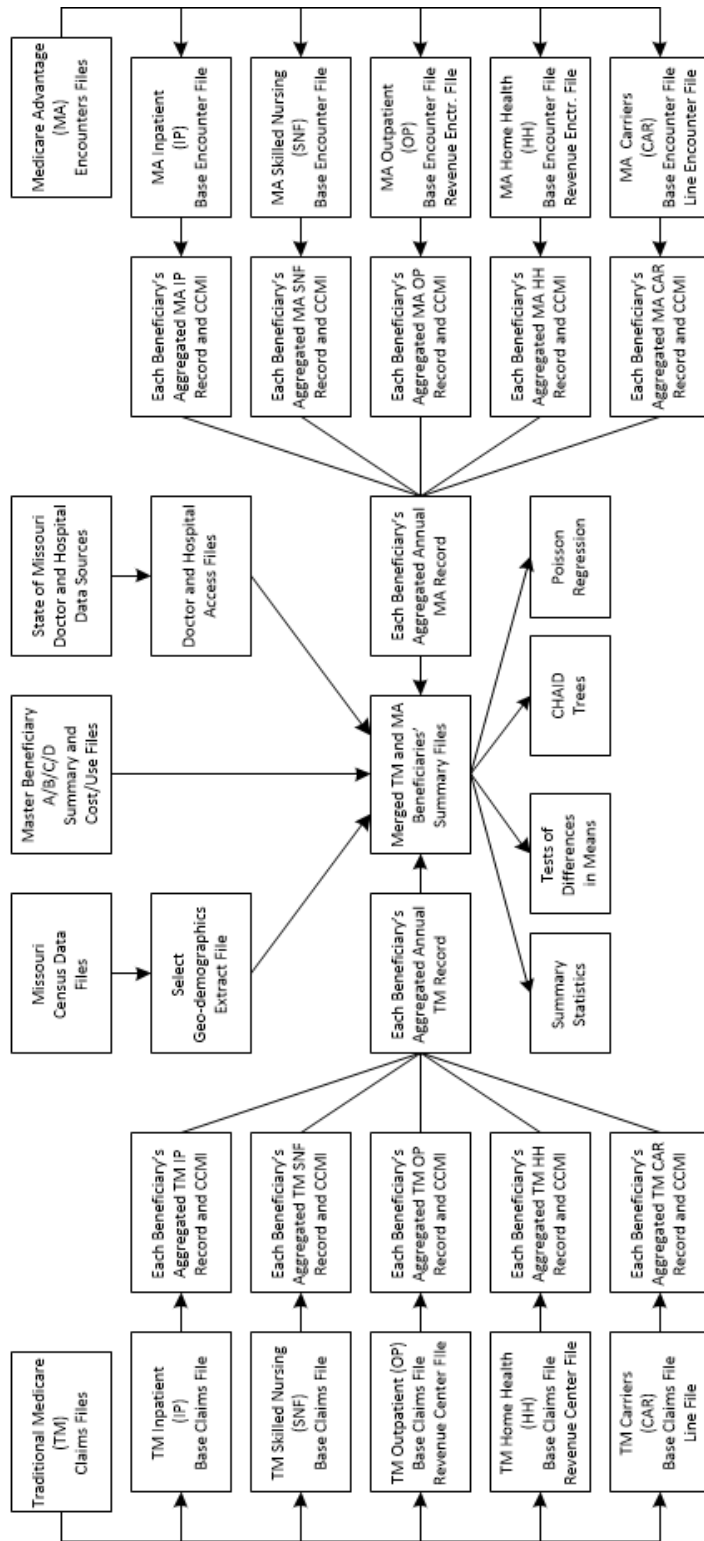 Traditional Medicare
(TM)
Claims Files
Missouri
Census Data
Files
Master Beneficiary
A/B/C/D
Summary and
Cost/Use Files
State of Missouri
Doctor and Hospital
Data Sources
Medicare Advantage
(MA)
Encounters Files
TM Inpatient
(IP)
Base Claims File
Each Beneficiary's
Aggregated TM IP
Record and CCMI
Select
Geo-demographics
Extract File
Doctor and Hospital
Access Files
Each Beneficiary's
Aggregated MA IP
Record and CCMI
MA Inpatient
(IP)
Base Encounter File
TM Skilled Nursing
(SNF)
Base Claims File
Each Beneficiary's
Aggregated TM SNF
Record and CCMI
Each Beneficiary's
Aggregated MA SNF
Record and CCMI
MA Skilled Nursing
(SNF)
Base Encounter File
TM Outpatient (OP)
Base Claims File
Revenue Center File
Each Beneficiary's
Aggregated TM OP
Record and CCMI
Each Beneficiary's
Aggregated Annual
TM Record
Merged TM and MA
Beneficiaries'
Summary Files
Each Beneficiary's
Aggregated Annual
MA Record
Each Beneficiary's
Aggregated MA OP
Record and CCMI
MA Outpatient
(OP)
Base Encounter File
Revenue Enctr. File
TM Home Health
(HH)
Base Claims File
Revenue Center File
Each Beneficiary's
Aggregated TM HH
Record and CCMI
Summary
Statistics
Tests of
Differences
in Means
CHAID
Trees
Poisson
Regression
Each Beneficiary's
Aggregated MA HH
Record and CCMI
MA Home Health
(HH)
Base Encounter File
Revenue Enctr. File
TM Carriers
(CAR)
Base Claims File
Line File
Each Beneficiary's
Aggregated TM CAR
Record and CCMI
Each Beneficiary's
Aggregated MA CAR
Record and CCMI
MA Carriers
(CAR)
Base Encounter File
Line Encounter File